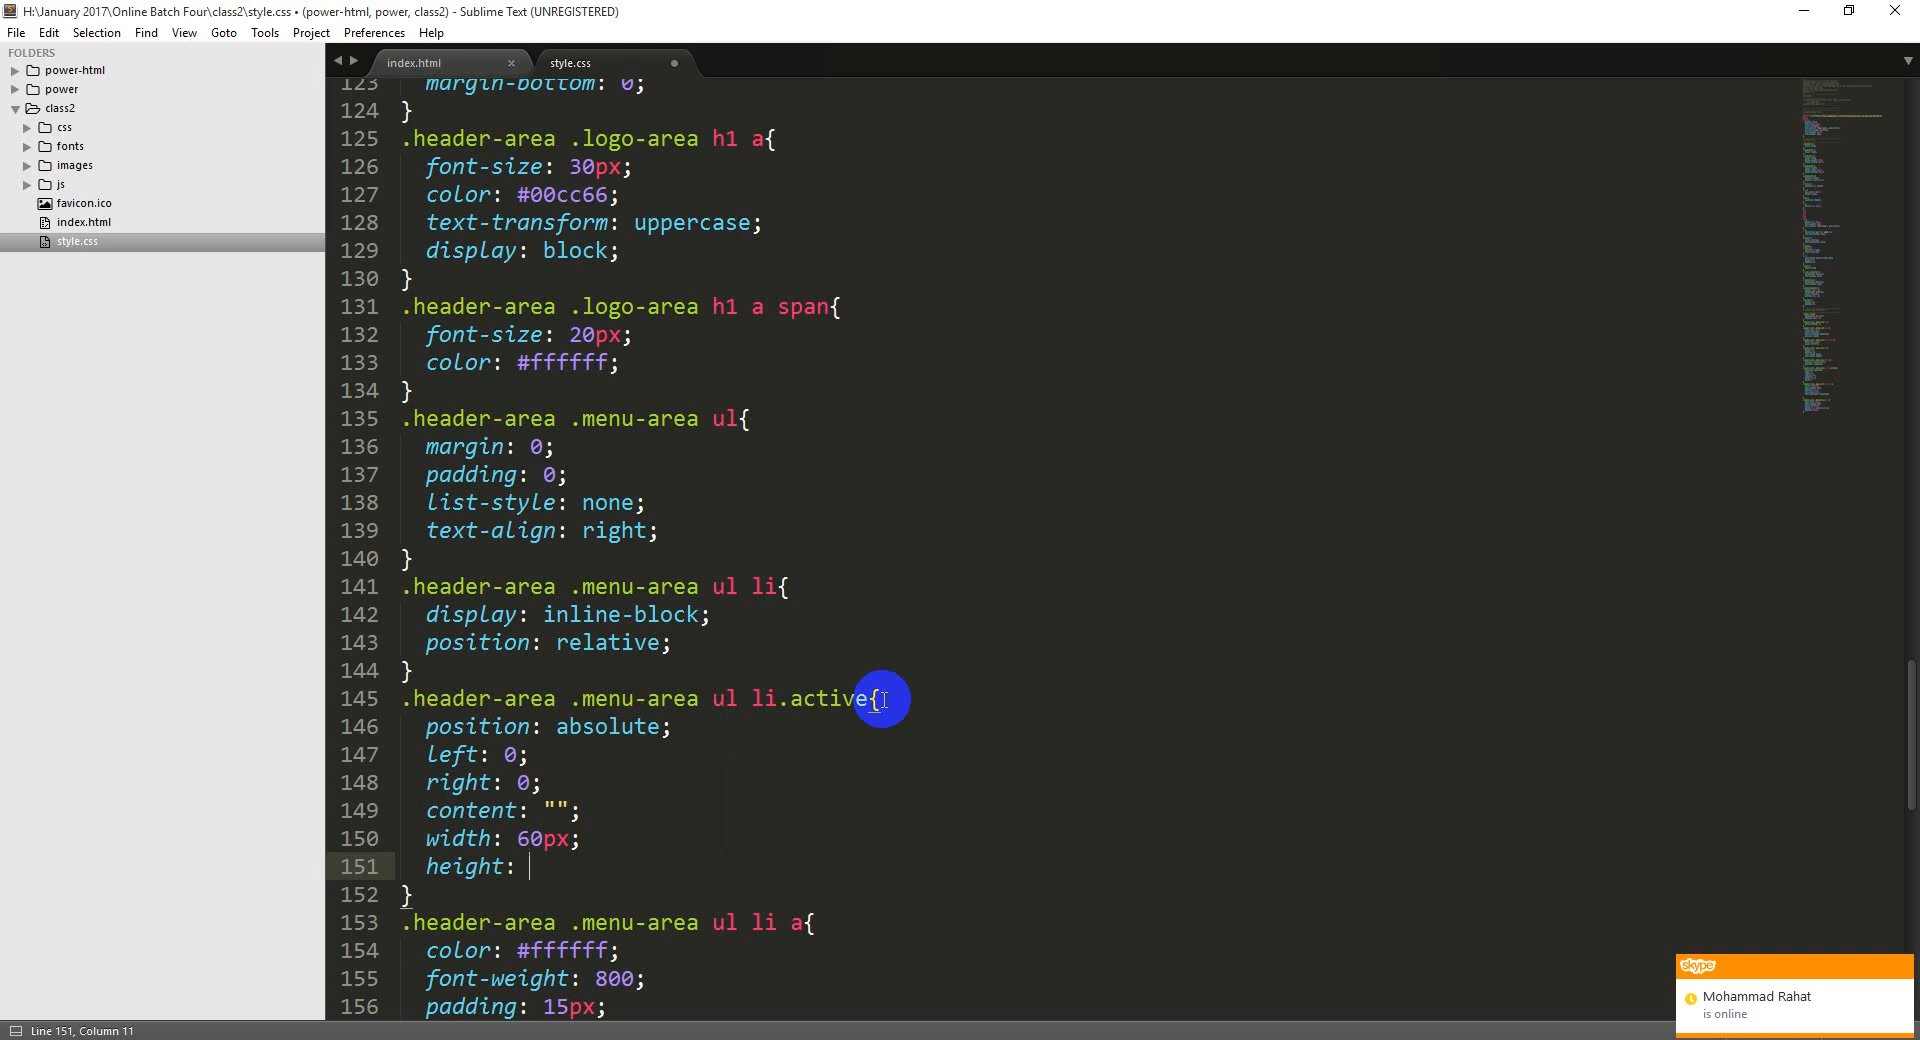 H:\January 2017\Online Batch Four\class2\style.css • (power-html, power, class2) - Sublime Text (UNREGISTERED)
File Edit Selection Find View Goto Tools Project Preferences Help
FOLDERS
power-html
power
class2
css
fonts
images
js
favicon.ico
index.html
style.css
index.html style.css
123 margin-bottom: 0;
124 }
125 .header-area .logo-area h1 a{
126 font-size: 30px;
127 color: #00cc66;
128 text-transform: uppercase;
129 display: block;
130 }
131 .header-area .logo-area h1 a span{
132 font-size: 20px;
133 color: #ffffff;
134 }
135 .header-area .menu-area ul{
136 margin: 0;
137 padding: 0;
138 list-style: none;
139 text-align: right;
140 }
141 .header-area .menu-area ul li{
142 display: inline-block;
143 position: relative;
144 }
145 .header-area .menu-area ul li.active{
146 position: absolute;
147 left: 0;
148 right: 0;
149 content: "";
150 width: 60px;
151 height:
152 }
153 .header-area .menu-area ul li a{
154 color: #ffffff;
155 font-weight: 800;
156 padding: 15px;
skype
Mohammad Rahat
is online
Line 151, Column 11